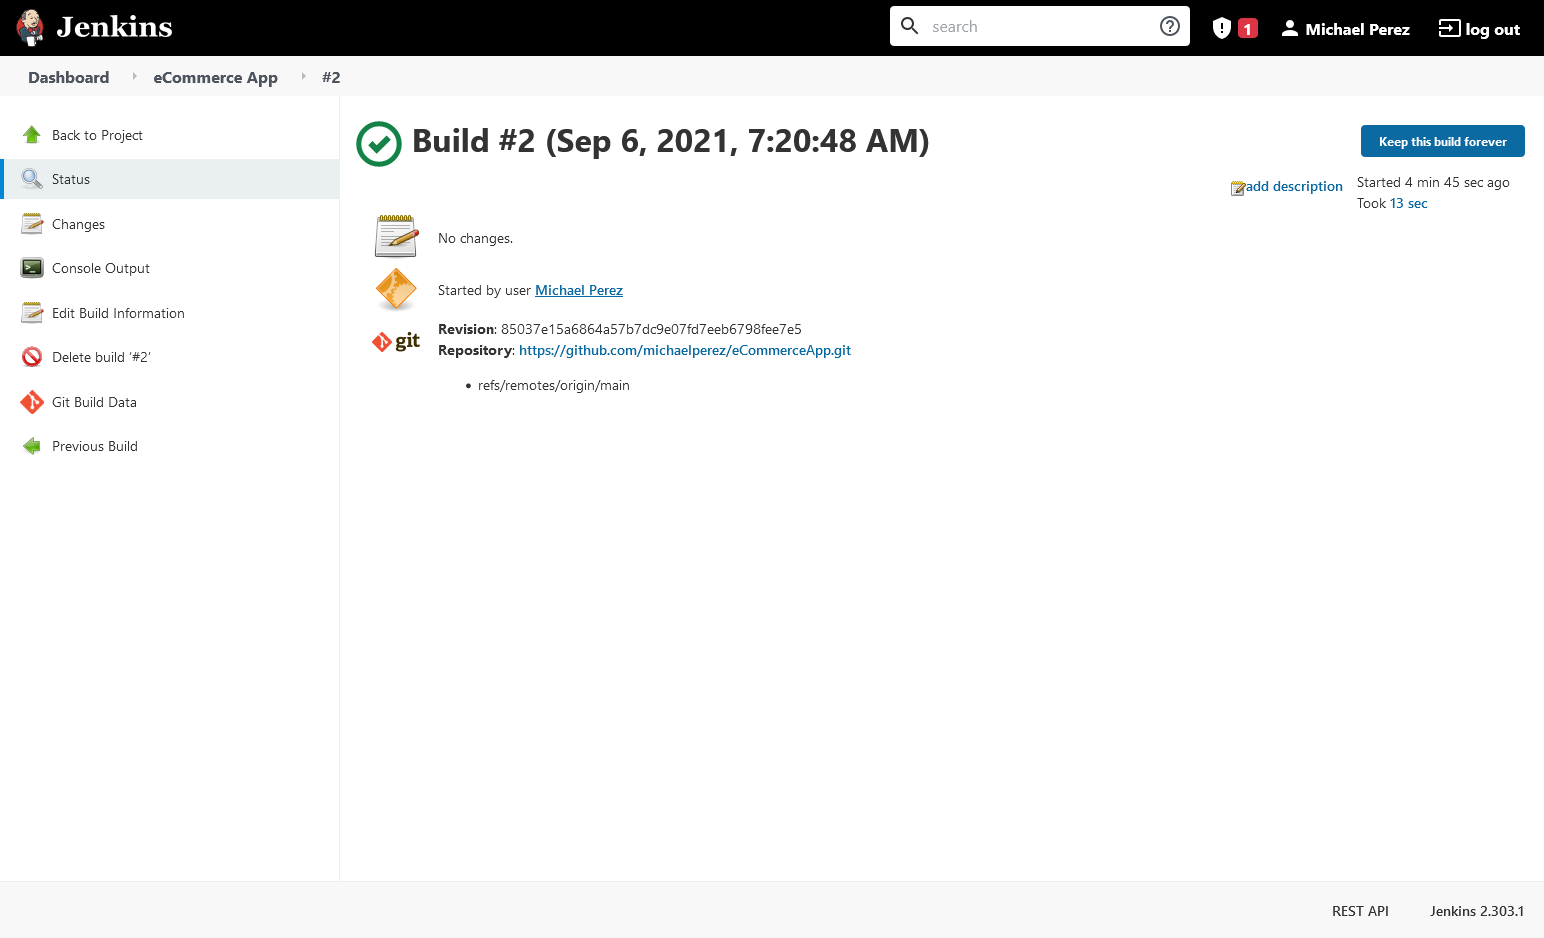 Jenkins
search
1
Michael Perez
log out
Dashboard
eCommerce App
#2
Back to Project
Status
Changes
Console Output
Edit Build Information
Delete build ‘#2’
Git Build Data
Previous Build
Build #2 (Sep 6, 2021, 7:20:48 AM)
Keep this build forever
add description
Started 4 min 45 sec ago
Took 13 sec
No changes.
Started by user Michael Perez
git
Revision: 85037e15a6864a57b7dc9e07fd7eeb6798fee7e5
Repository: https://github.com/michaelperez/eCommerceApp.git
• refs/remotes/origin/main
REST API
Jenkins 2.303.1